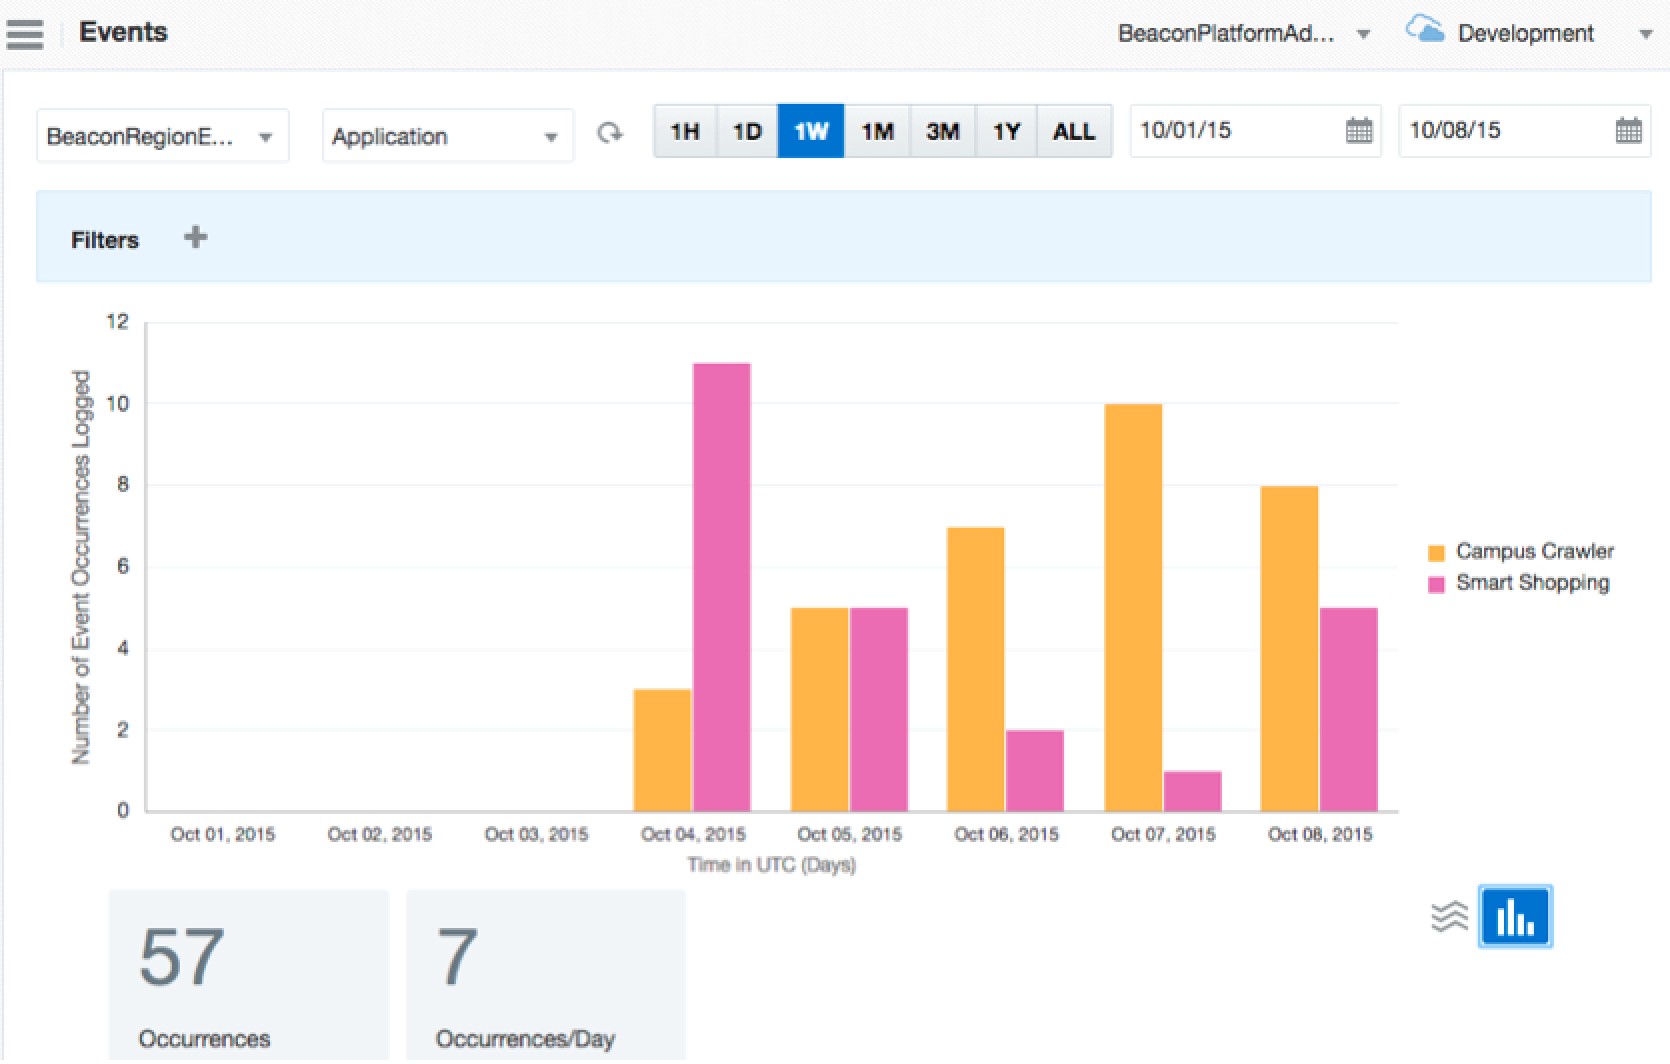 Events
BeaconPlatformAd...
Development
BeaconRegionE...
Application
1H 1D 1W 1M 3M 1Y ALL
10/01/15
10/08/15
Filters
12
10
8
6
4
2
0
Number of Event Occurrences Logged
Oct 01, 2015 Oct 02, 2015 Oct 03, 2015 Oct 04, 2015 Oct 05, 2015 Oct 06, 2015 Oct 07, 2015 Oct 08, 2015
Time in UTC (Days)
Campus Crawler
Smart Shopping
57
Occurrences
7
Occurrences/Day